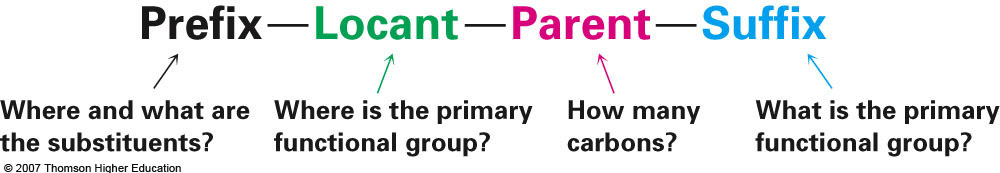 Prefix — Locant — Parent — Suffix
Where and what are the substituents?
Where is the primary functional group?
How many carbons?
What is the primary functional group?
© 2007 Thomson Higher Education